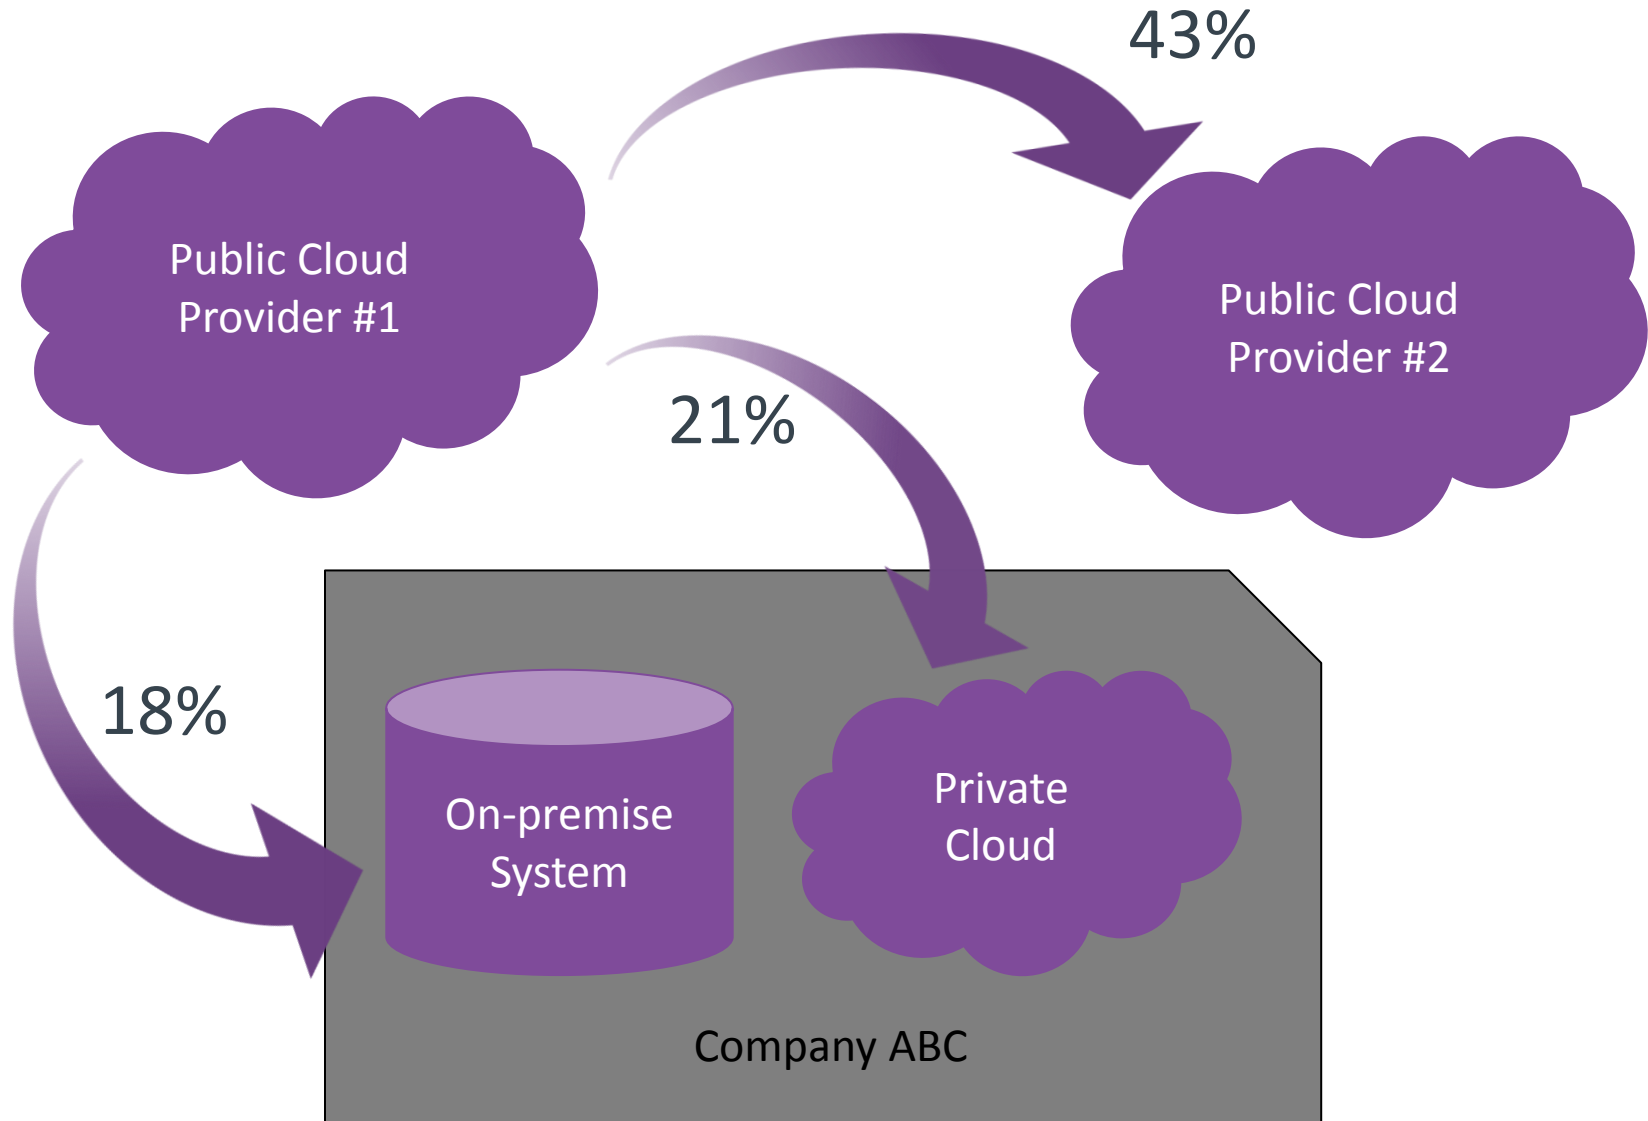 43%
Public Cloud
Provider #1
Public Cloud
Provider #2
21%
18%
On-premise
System
Private
Cloud
Company ABC